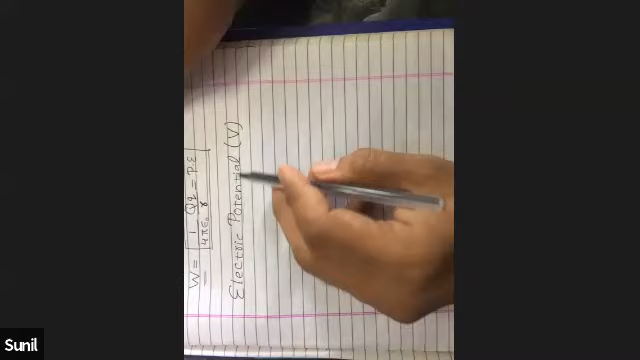 W = 1/4πε₀ Qq/r = P.E
Electric Potential (V)
Sunil